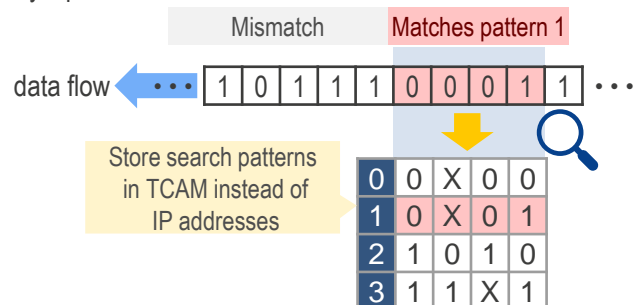 Mismatch Matches pattern 1
data flow ••• 1 0 1 1 1 0 0 0 1 1 •••
Store search patterns
in TCAM instead of
IP addresses
0 0 X 0 0
1 0 X 0 1
2 1 0 1 0
3 1 1 X 1